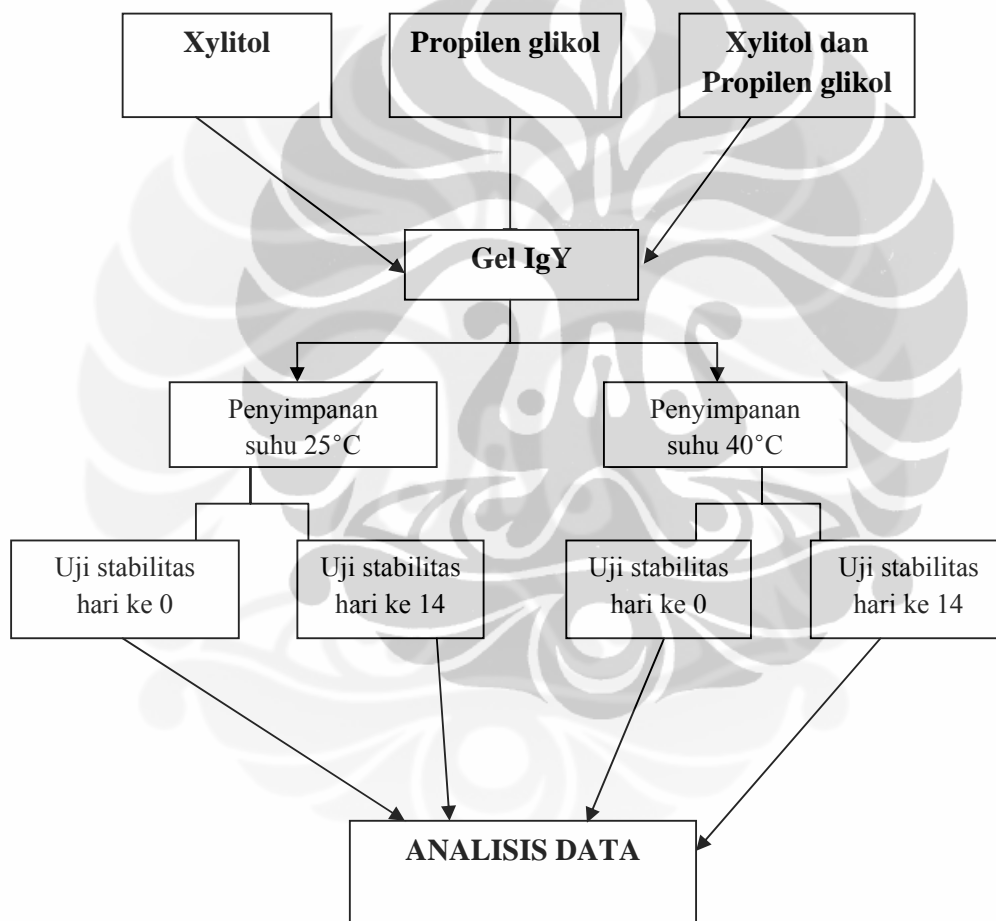 Xylitol
Propilen glikol
Xylitol dan
Propilen glikol
Gel IgY
Penyimpanan
suhu 25°C
Penyimpanan
suhu 40°C
Uji stabilitas
hari ke 0
Uji stabilitas
hari ke 14
Uji stabilitas
hari ke 0
Uji stabilitas
hari ke 14
ANALISIS DATA